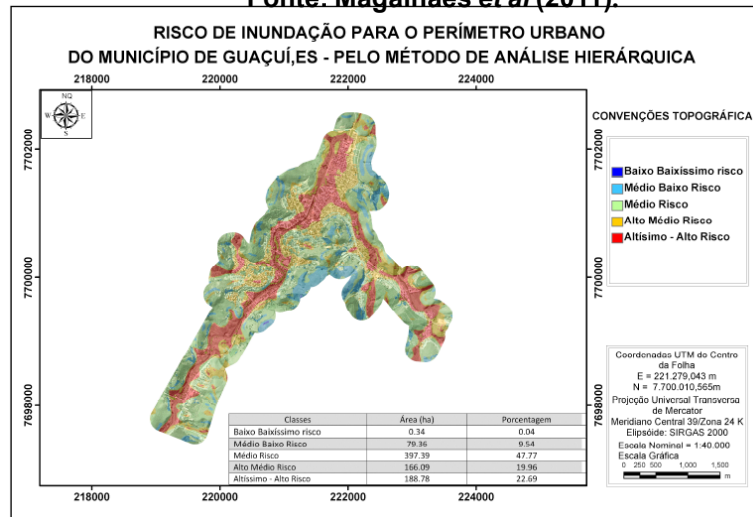 Fonte: Magalhães et al (2011).
RISCO DE INUNDAÇÃO PARA O PERÍMETRO URBANO
DO MUNICÍPIO DE GUAÇUÍ,ES - PELO MÉTODO DE ANÁLISE HIERÁRQUICA
218000 220000 222000 224000
NQ
W E
S
7702000 7702000
7700000 7700000
7698000 7698000
CONVENÇÕES TOPOGRÁFICA
Baixo Baixíssimo risco
Médio Baixo Risco
Médio Risco
Alto Médio Risco
Altísimo - Alto Risco
Coordenadas UTM do Centro
da Folha
E = 221.279,043 m
N = 7.700.010,565m
Projeção Universal Transversa
de Mercator
Meridiano Central 39/Zona 24 K
Elipsóide: SIRGAS 2000
Escala Nominal = 1:40.000
Escala Gráfica
0 250 500 1,000 1,500
m
Classes Área (ha) Porcentagem
Baixo Baixíssimo risco 0.34 0.04
Médio Baixo Risco 79.36 9.54
Médio Risco 397.39 47.77
Alto Médio Risco 166.09 19.96
Altíssimo - Alto Risco 188.78 22.69
218000 220000 222000 224000